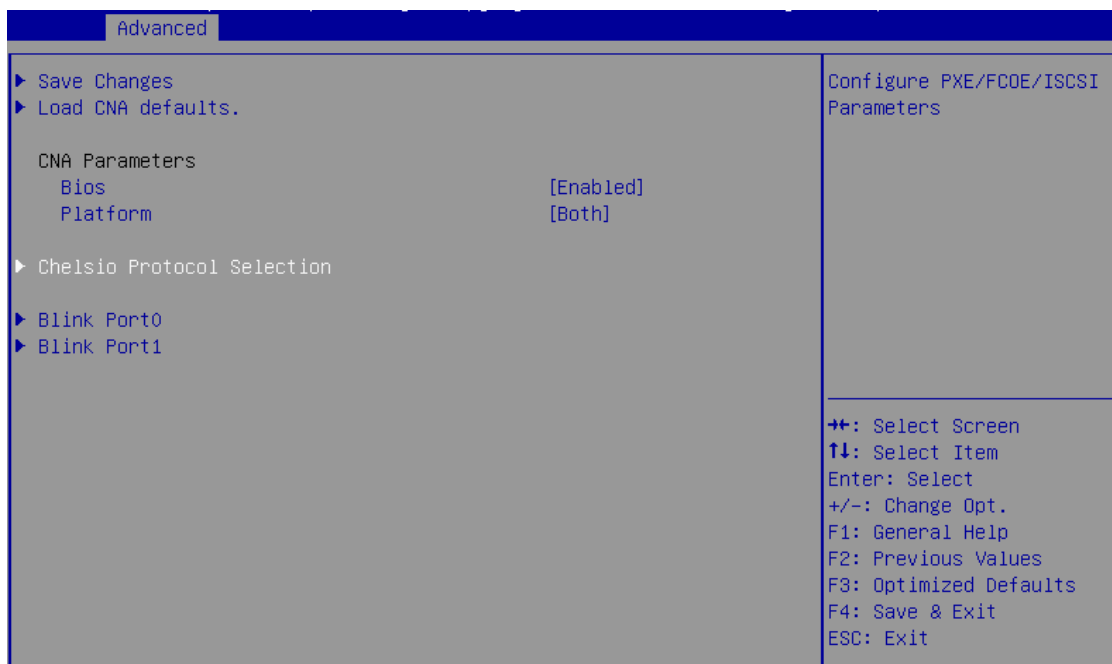 Advanced
Save Changes
Load CNA defaults.
CNA Parameters
Bios [Enabled]
Platform [Both]
Chelsio Protocol Selection
Blink Port0
Blink Port1
Configure PXE/FCOE/ISCSI
Parameters
→←: Select Screen
↑↓: Select Item
Enter: Select
+/-: Change Opt.
F1: General Help
F2: Previous Values
F3: Optimized Defaults
F4: Save & Exit
ESC: Exit